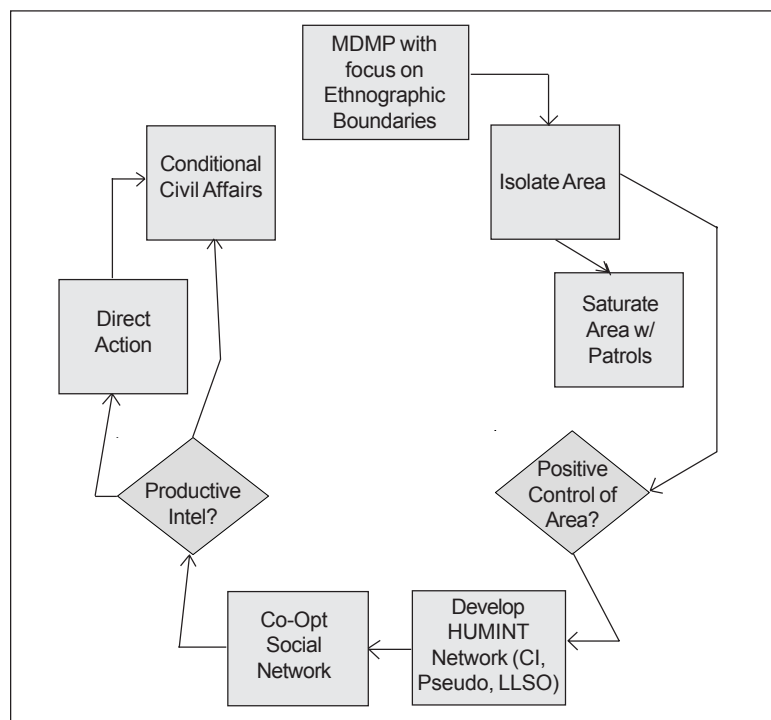 MDMP with
focus on
Ethnographic
Boundaries
Isolate Area
Saturate
Area w/
Patrols
Positive
Control of
Area?
Develop
HUMINT
Network (CI,
Pseudo, LLSO)
Co-Opt
Social
Network
Productive
Intel?
Direct
Action
Conditional
Civil Affairs